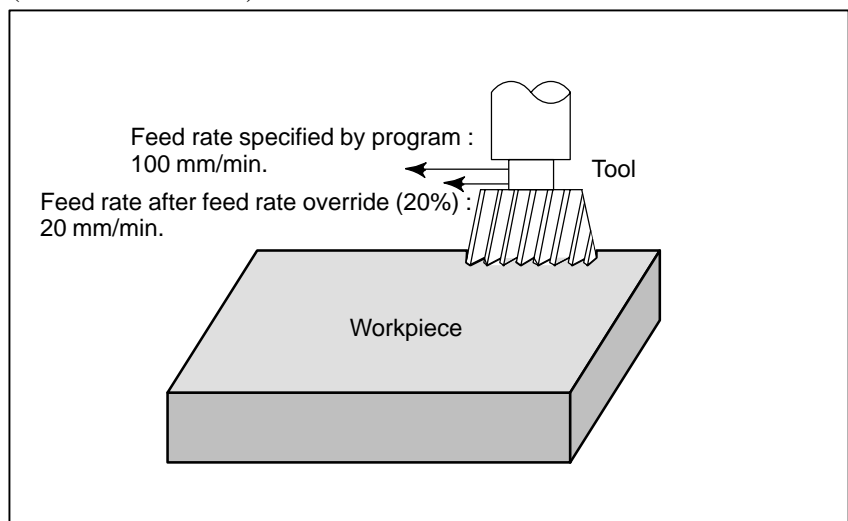 Feed rate specified by program :
100 mm/min.
Tool
Feed rate after feed rate override (20%) :
20 mm/min.
Workpiece